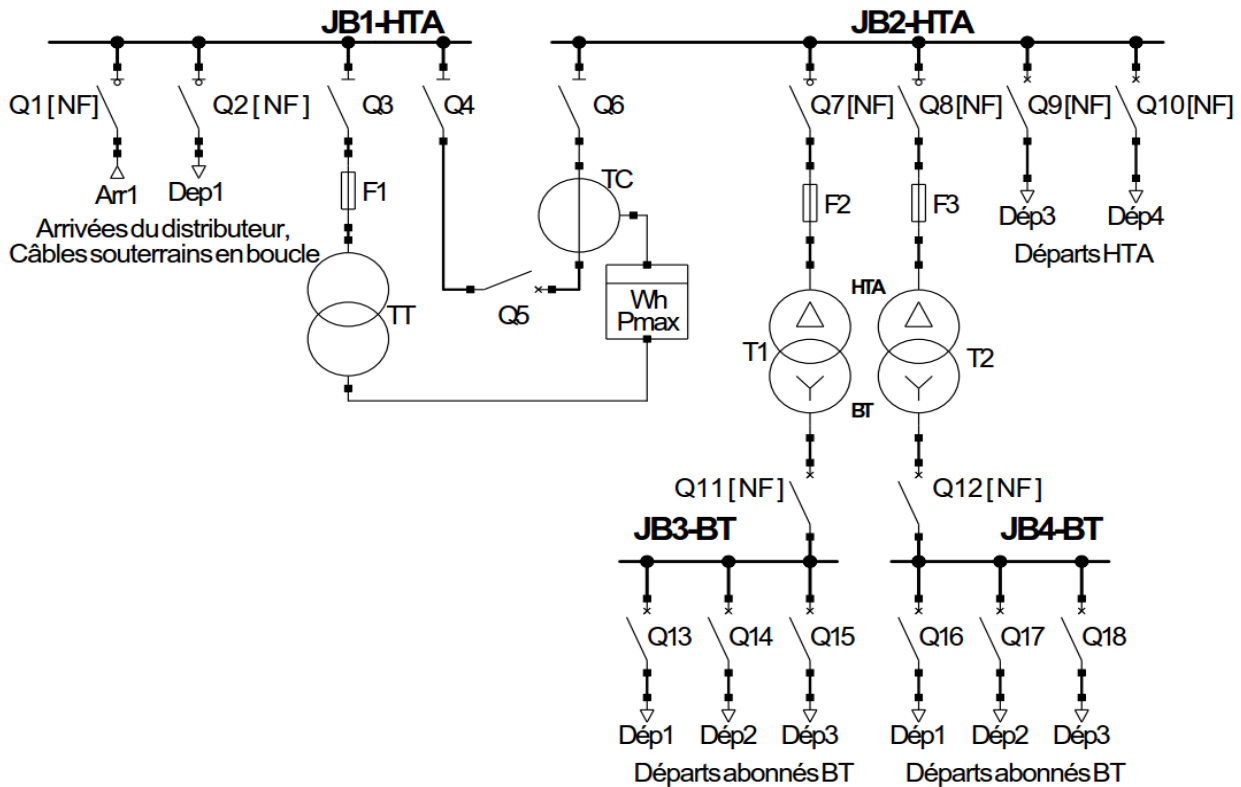 JB1-HTA
JB2-HTA
Q1 [NF]
Q2 [NF]
Q3
Q4
Q6
Q7 [NF]
Q8 [NF]
Q9 [NF]
Q10 [NF]
Arr1
Dep1
F1
TC
F2
F3
Dép3
Dép4
Arrivées du distributeur,
Câbles souterrains en boucle
Départs HTA
TT
Q5
Wh
Pmax
HTA
T1
T2
BT
Q11 [NF]
Q12 [NF]
JB3-BT
JB4-BT
Q13
Q14
Q15
Q16
Q17
Q18
Dép1
Dép2
Dép3
Dép1
Dép2
Dép3
Départs abonnés BT
Départs abonnés BT